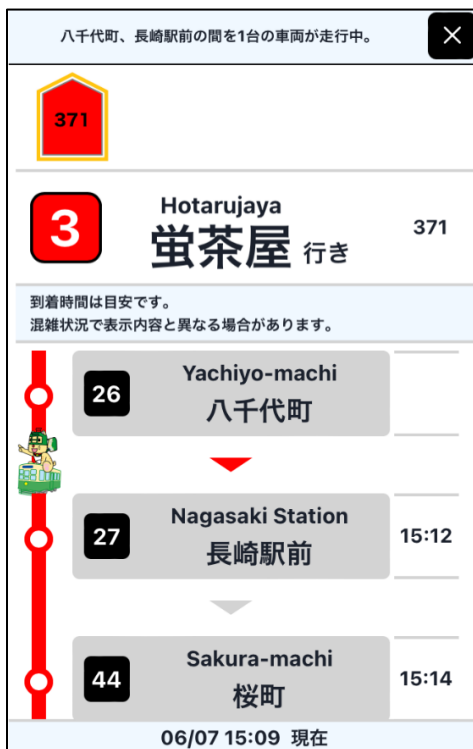 八千代町、長崎駅前の間を1台の車両が走行中。
371
3
Hotarujaya
蛍茶屋 行き
371
到着時間は目安です。
混雑状況で表示内容と異なる場合があります。
26
Yachiyo-machi
八千代町
27
Nagasaki Station
長崎駅前
15:12
44
Sakura-machi
桜町
15:14
06/07 15:09 現在